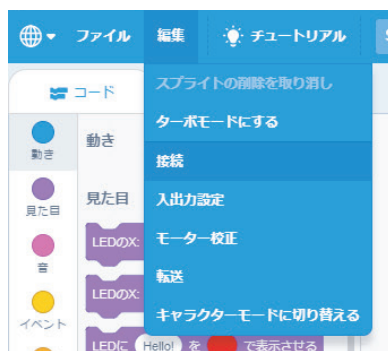 ファイル 編集 チュートリアル S
コード
スプライトの削除を取り消し
ターボモードにする
動き
動き
接続
見た目
見た目
入出力設定
LEDのX:
モーター校正
音
転送
LEDのX:
イベント
キャラクターモードに切り替える
LEDに Hello! を で表示させる